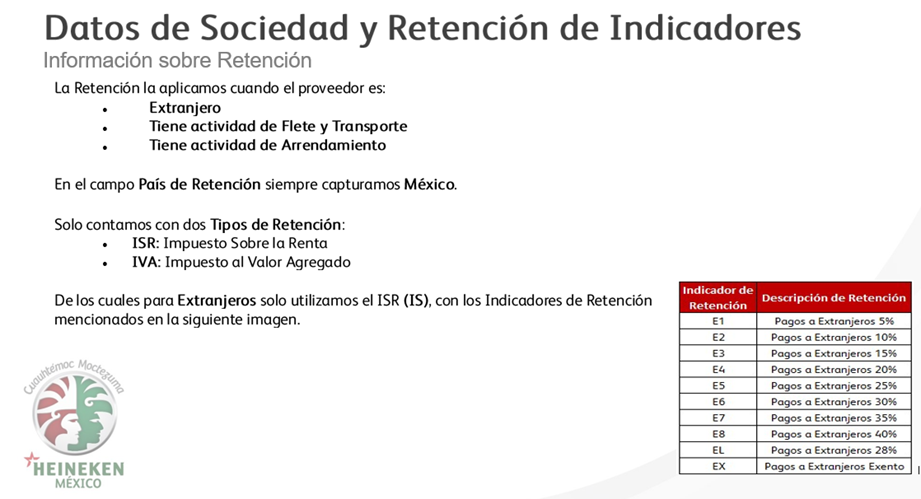 Datos de Sociedad y Retención de Indicadores
Información sobre Retención
La Retención la aplicamos cuando el proveedor es:
• Extranjero
• Tiene actividad de Flete y Transporte
• Tiene actividad de Arrendamiento
En el campo País de Retención siempre capturamos México.
Solo contamos con dos Tipos de Retención:
• ISR: Impuesto Sobre la Renta
• IVA: Impuesto al Valor Agregado
De los cuales para Extranjeros solo utilizamos el ISR (IS), con los Indicadores de Retención
mencionados en la siguiente imagen.
Indicador de Retención Descripción de Retención
E1 Pagos a Extranjeros 5%
E2 Pagos a Extranjeros 10%
E3 Pagos a Extranjeros 15%
E4 Pagos a Extranjeros 20%
E5 Pagos a Extranjeros 25%
E6 Pagos a Extranjeros 30%
E7 Pagos a Extranjeros 35%
E8 Pagos a Extranjeros 40%
EL Pagos a Extranjeros 28%
EX Pagos a Extranjeros Exento
Cuauhtémoc Moctezuma
HEINEKEN
MÉXICO